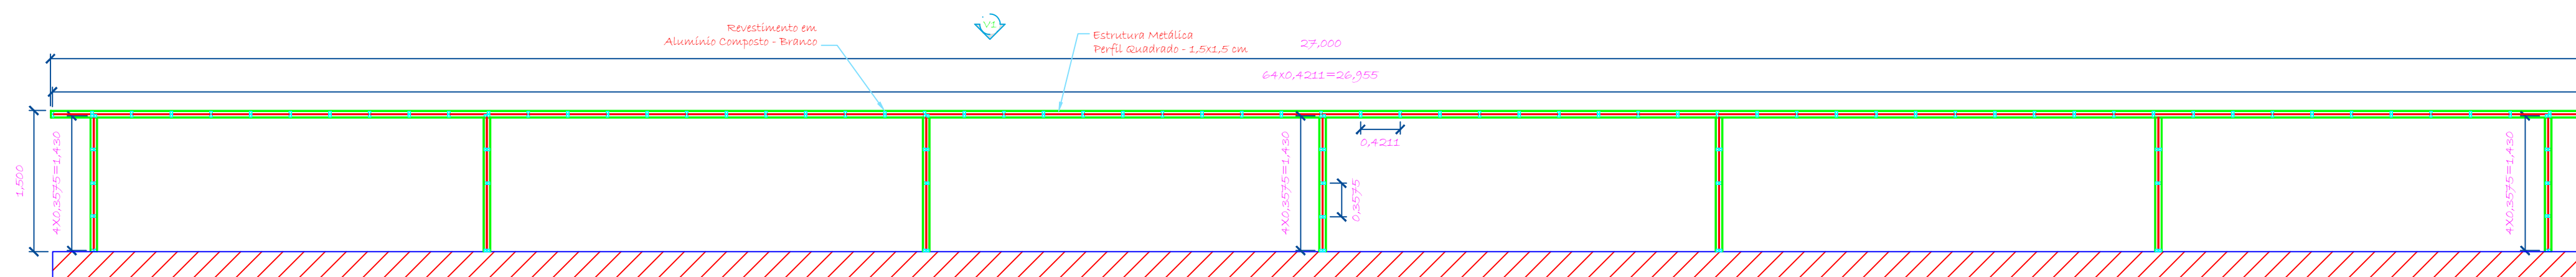 V1
Revestimento em
Alumínio Composto - Branco
Estrutura Metálica
Perfil Quadrado - 1,5x1,5 cm
27,000
64x0,4211=26,955
1,500
4X0,3575=1,430
4X0,3575=1,430
0,4211
0,3575
4X0,3575=1,430